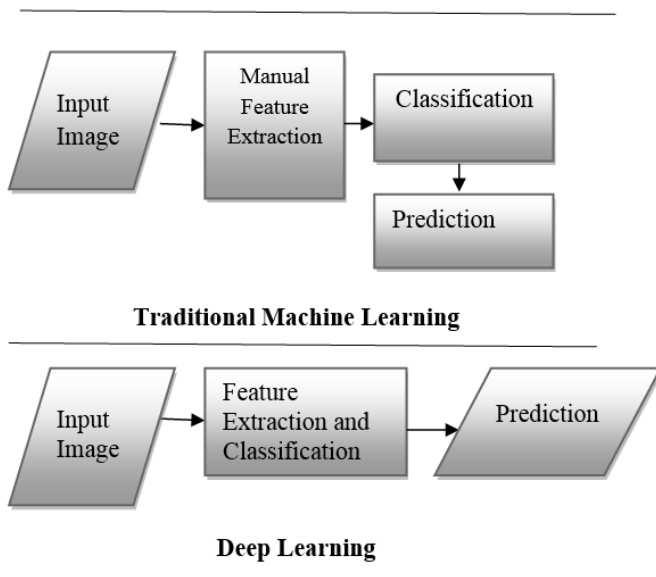 Input
Image
Manual
Feature
Extraction
Classification
Prediction
Traditional Machine Learning
Input
Image
Feature
Extraction and
Classification
Prediction
Deep Learning